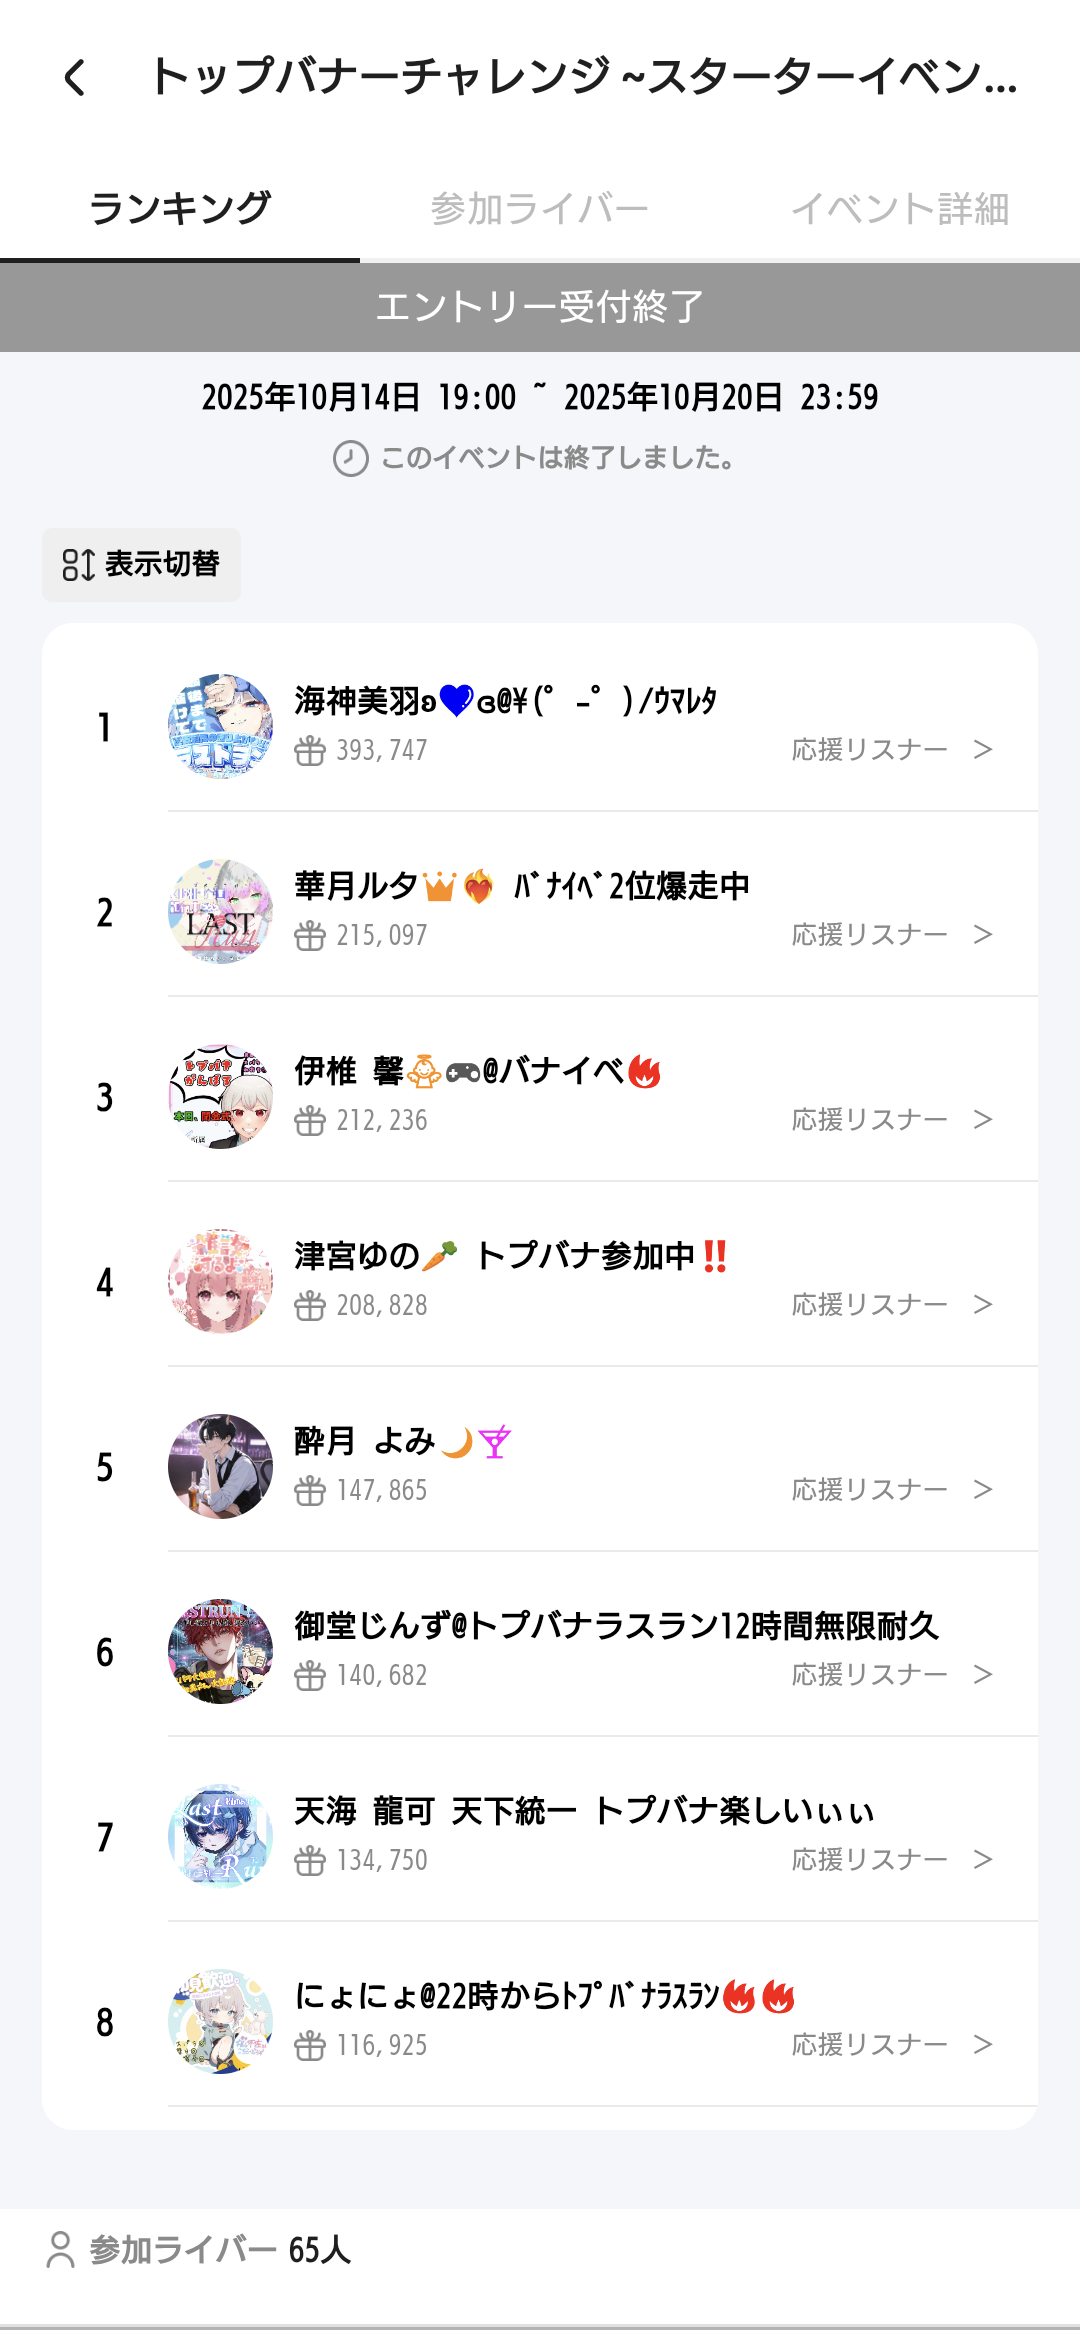 トップバナーチャレンジ ~スターターイベン...
ランキング 参加ライバー イベント詳細
エントリー受付終了
2025年10月14日 19:00 ~ 2025年10月20日 23:59
このイベントは終了しました。
表示切替
1
海神美羽ʚ💙ɞ@¥(ﾟ -ﾟ )/ｳﾏﾚﾀ
393,747 応援リスナー >
2
華月ルタ👑❤️‍🔥 ﾊﾞﾅｲﾍﾞ2位爆走中
LAST
215,097 応援リスナー >
3
伊椎 馨👼🎮@バナイベ🔥
212,236 応援リスナー >
4
津宮ゆの🥕 トプバナ参加中‼️
208,828 応援リスナー >
5
酔月 よみ🌙🍸
147,865 応援リスナー >
6
御堂じんず@トプバナラスラン12時間無限耐久
140,682 応援リスナー >
7
天海 龍可 天下統一 トプバナ楽しいぃぃ
134,750 応援リスナー >
8
にょにょ@22時からﾄﾌﾟﾊﾞﾅﾗｽﾗﾝ🔥🔥
116,925 応援リスナー >
参加ライバー 65人